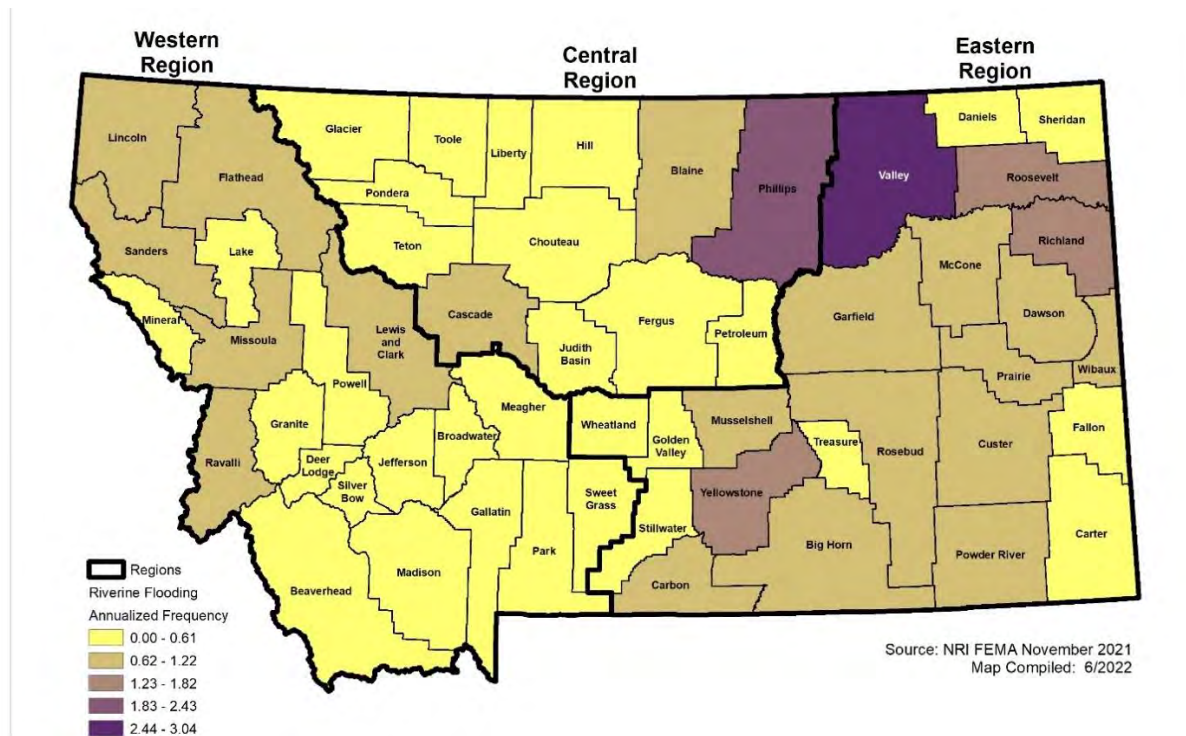 Western
Region
Central
Region
Eastern
Region
Lincoln
Flathead
Glacier
Toole
Liberty
Hill
Blaine
Phillips
Valley
Daniels
Sheridan
Roosevelt
Richland
Pondera
Teton
Chouteau
Sanders
Lake
Mineral
Missoula
Powell
Lewis
and
Clark
Cascade
Judith
Basin
Fergus
Petroleum
Garfield
McCone
Dawson
Prairie
Wibaux
Ravalli
Granite
Deer
Lodge
Silver
Bow
Jefferson
Broadwater
Meagher
Wheatland
Golden
Valley
Musselshell
Treasure
Rosebud
Custer
Fallon
Beaverhead
Madison
Gallatin
Park
Sweet
Grass
Stillwater
Yellowstone
Carbon
Big Horn
Powder River
Carter
Regions
Riverine Flooding
Annualized Frequency
0.00 - 0.61
0.62 - 1.22
1.23 - 1.82
1.83 - 2.43
2.44 - 3.04
Source: NRI FEMA November 2021
Map Compiled: 6/2022